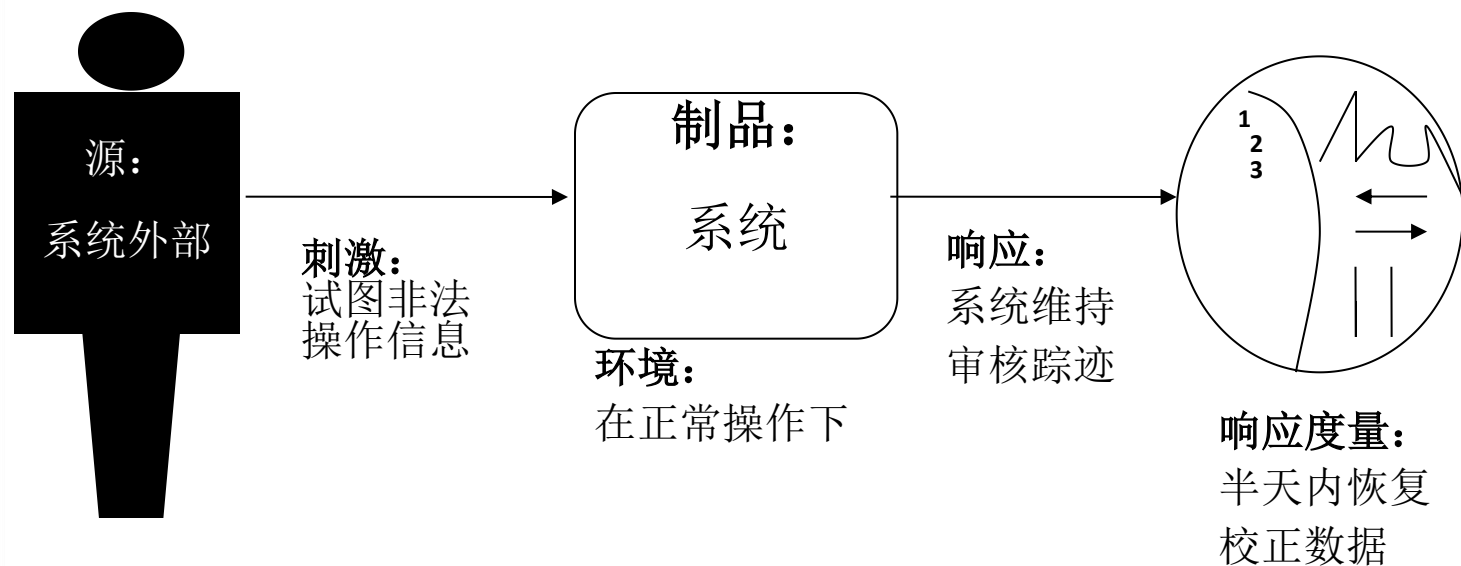 源：
系统外部
刺激：
试图非法
操作信息
制品：
系统
环境：
在正常操作下
响应：
系统维持
审核踪迹
1
2
3
响应度量：
半天内恢复
校正数据